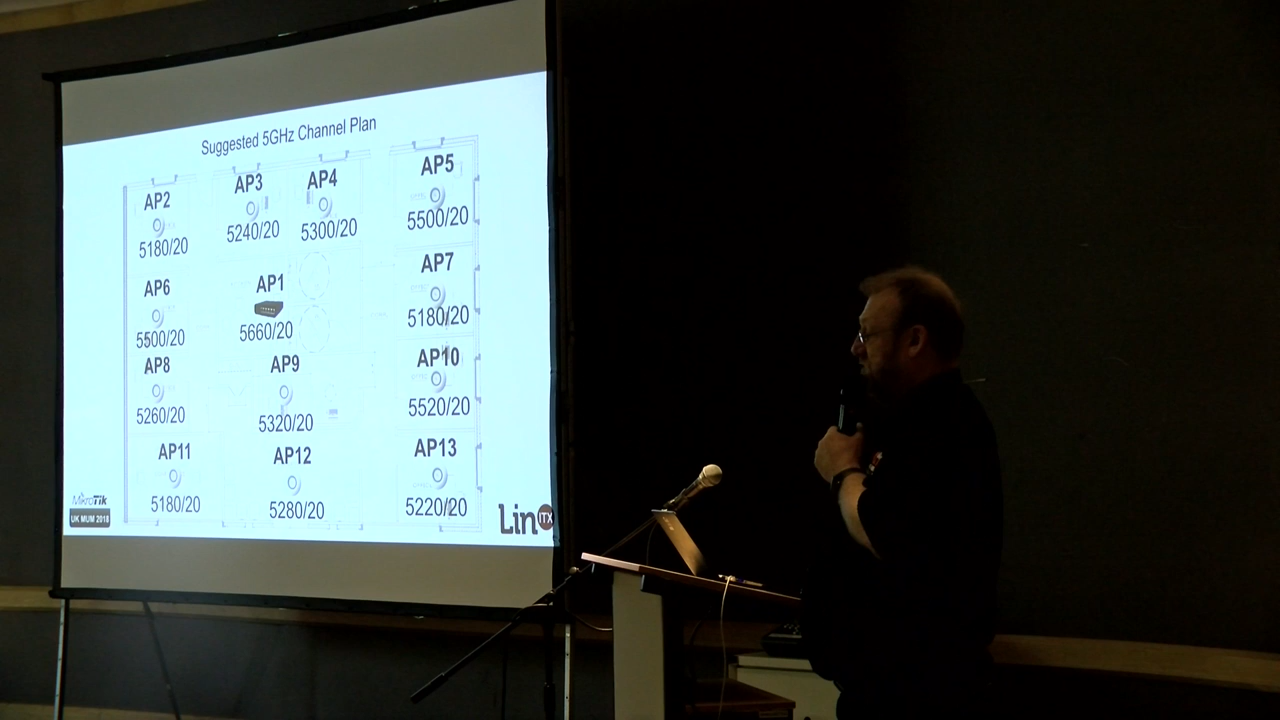 Suggested 5GHz Channel Plan
AP2
5180/20
AP3
5240/20
AP4
5300/20
AP5
5500/20
AP6
5500/20
AP1
5660/20
AP7
5180/20
AP8
5260/20
AP9
5320/20
AP10
5520/20
AP11
5180/20
AP12
5280/20
AP13
5220/20
MikroTik
UK MUM 2018
Lin ITX